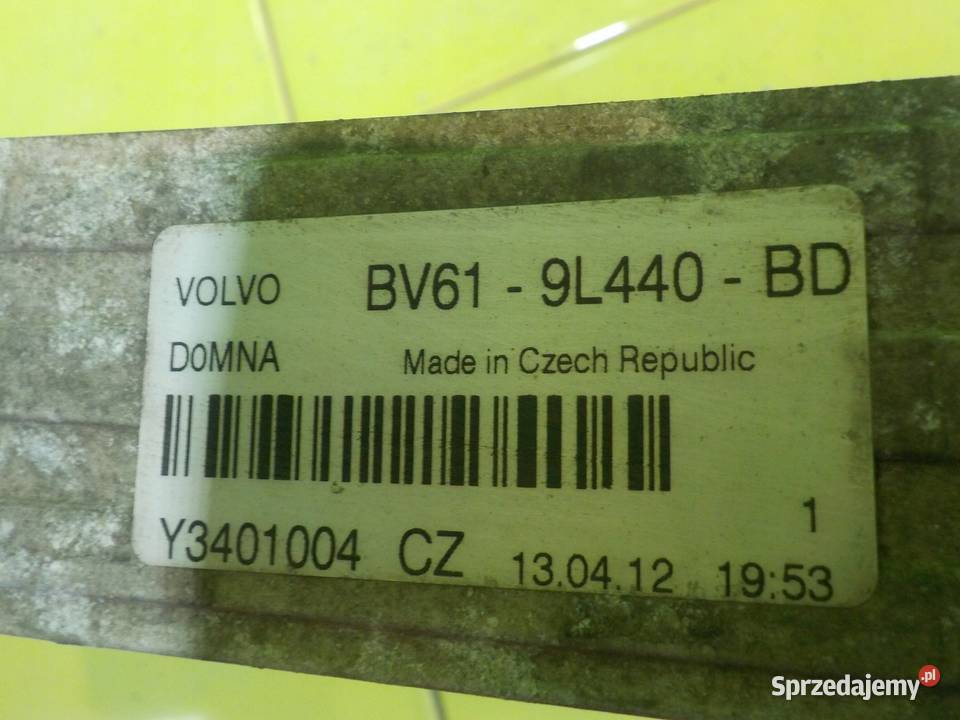 VOLVO BV61 - 9L440 - BD
D0MNA Made in Czech Republic
1
Y3401004 CZ 13.04.12 19:53
Sprzedajemy.pl